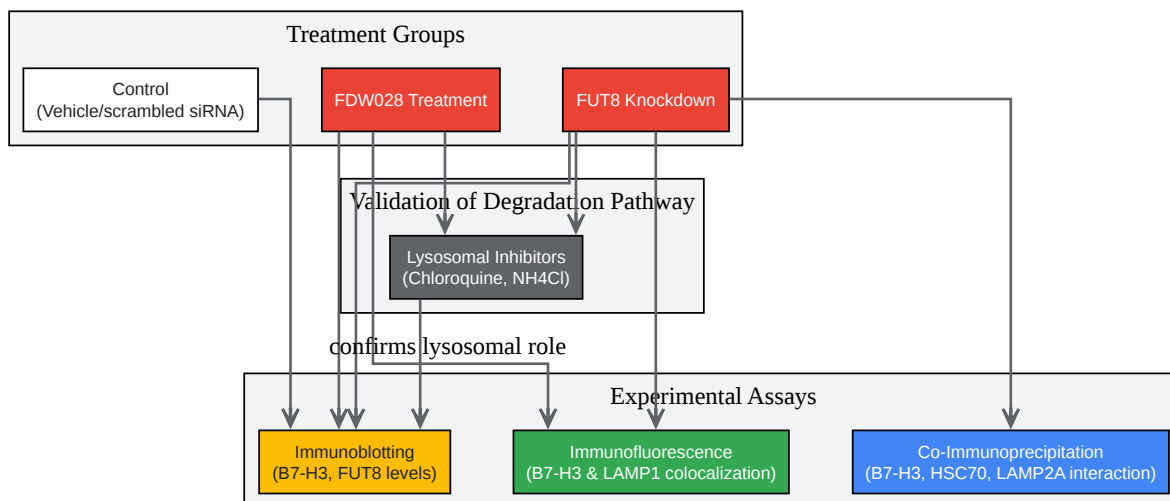 Treatment Groups
Control
(Vehicle/scrambled siRNA)
FDW028 Treatment
FUT8 Knockdown
Validation of Degradation Pathway
Lysosomal Inhibitors
(Chloroquine, NH4Cl)
confirms lysosomal role
Experimental Assays
Immunoblotting
(B7-H3, FUT8 levels)
Immunofluorescence
(B7-H3 & LAMP1 colocalization)
Co-Immunoprecipitation
(B7-H3, HSC70, LAMP2A interaction)